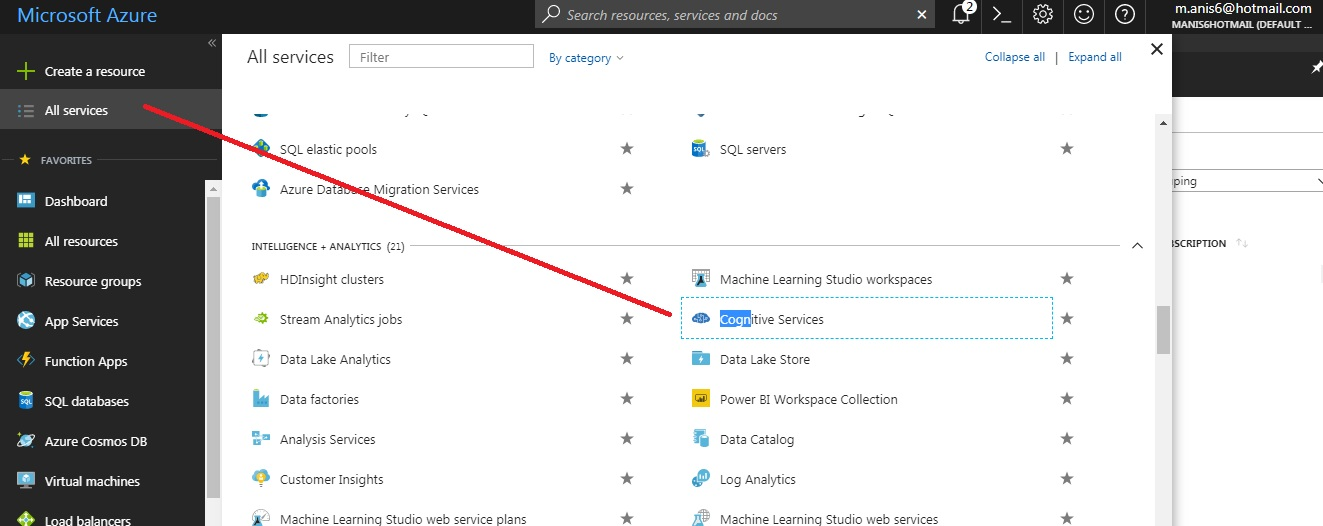 Microsoft Azure
Search resources, services and docs
2
m.anis6@hotmail.com
MANIS6HOTMAIL (DEFAULT ...
Create a resource
All services
FAVORITES
Dashboard
All resources
Resource groups
App Services
Function Apps
SQL databases
Azure Cosmos DB
Virtual machines
Load balancers
All services
Filter
By category
Collapse all | Expand all
SQL elastic pools
SQL servers
Azure Database Migration Services
INTELLIGENCE + ANALYTICS (21)
HDInsight clusters
Machine Learning Studio workspaces
Stream Analytics jobs
Cognitive Services
Data Lake Analytics
Data Lake Store
Data factories
Power BI Workspace Collection
Analysis Services
Data Catalog
Customer Insights
Log Analytics
Machine Learning Studio web service plans
Machine Learning Studio web services
ping
BSCRIPTION